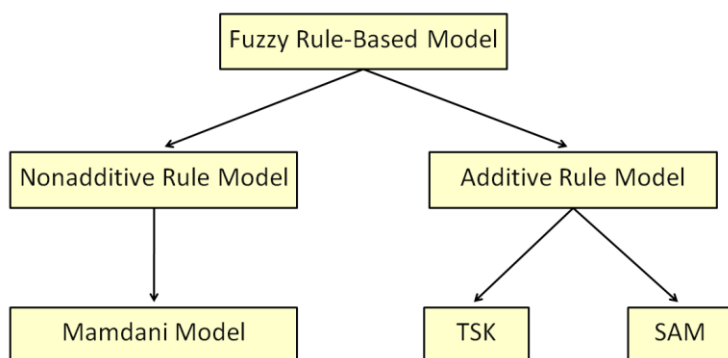 Fuzzy Rule-Based Model
Nonadditive Rule Model
Additive Rule Model
Mamdani Model
TSK
SAM